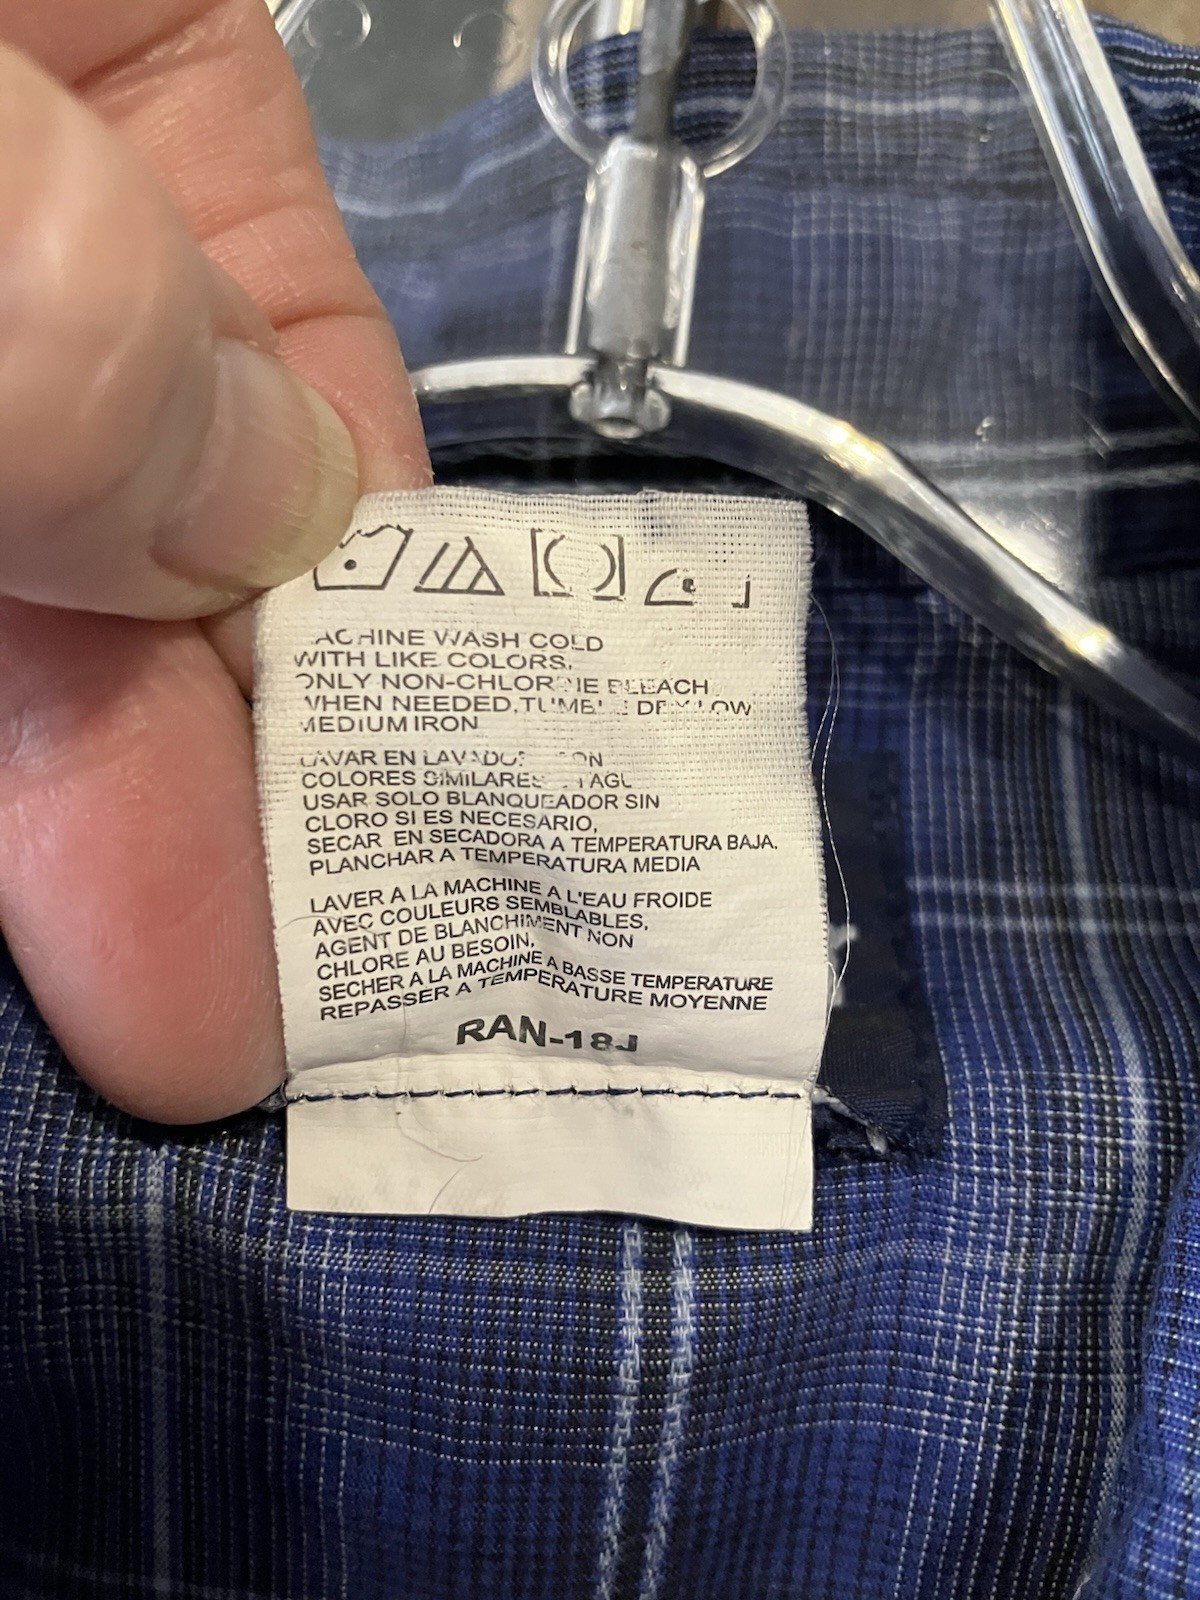 MACHINE WASH COLD
WITH LIKE COLORS,
ONLY NON-CHLORINE BLEACH
WHEN NEEDED,TUMBLE DRY LOW
MEDIUM IRON
LAVAR EN LAVADORA CON
COLORES SIMILARES
USAR SOLO BLANQUEADOR SIN
CLORO SI ES NECESARIO,
SECAR EN SECADORA A TEMPERATURA BAJA.
PLANCHAR A TEMPERATURA MEDIA
LAVER A LA MACHINE A L'EAU FROIDE
AVEC COULEURS SEMBLABLES,
AGENT DE BLANCHIMENT NON
CHLORE AU BESOIN,
SECHER A LA MACHINE A BASSE TEMPERATURE
REPASSER A TEMPERATURE MOYENNE
RAN-18J